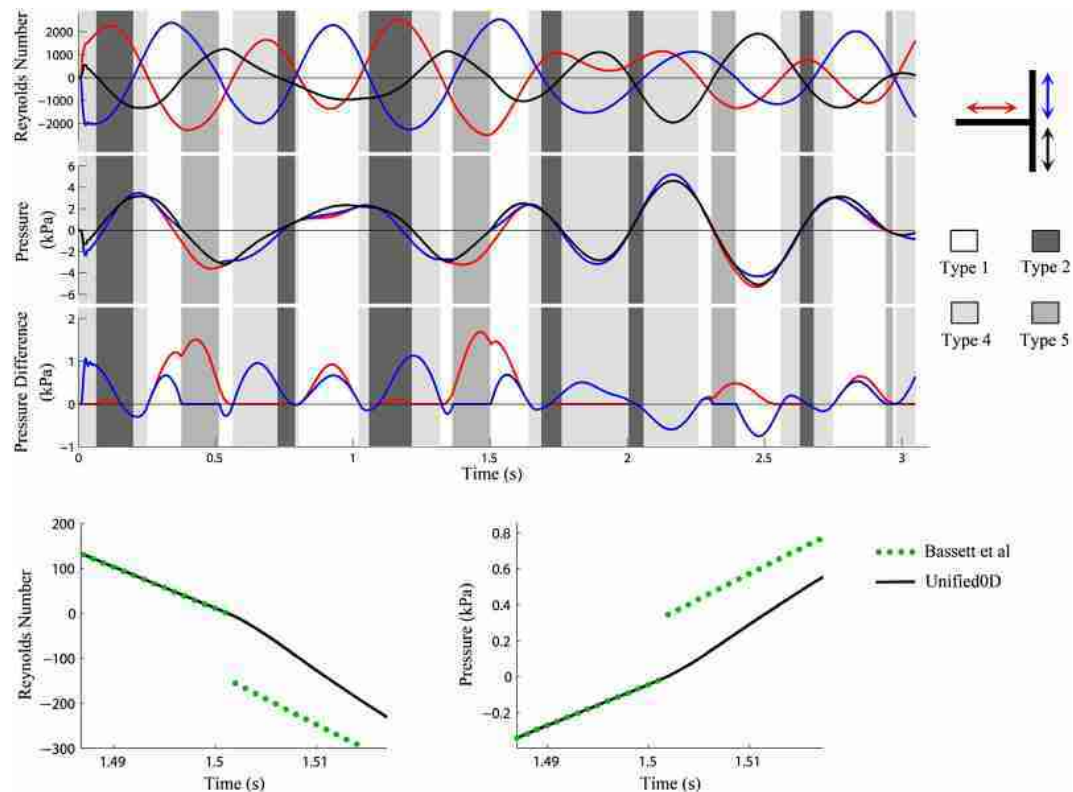 Reynolds Number
2000
1000
0
−1000
−2000
Pressure
(kPa)
6
4
2
0
−2
−4
−6
Pressure Difference
(kPa)
2
1
0
−1
0
0.5
1
1.5
2
2.5
3
Time (s)
Type 1
Type 2
Type 4
Type 5
Reynolds Number
200
100
0
−100
−200
−300
1.49
1.5
1.51
Time (s)
Pressure (kPa)
0.8
0.6
0.4
0.2
0
−0.2
1.49
1.5
1.51
Time (s)
Bassett et al
Unified0D